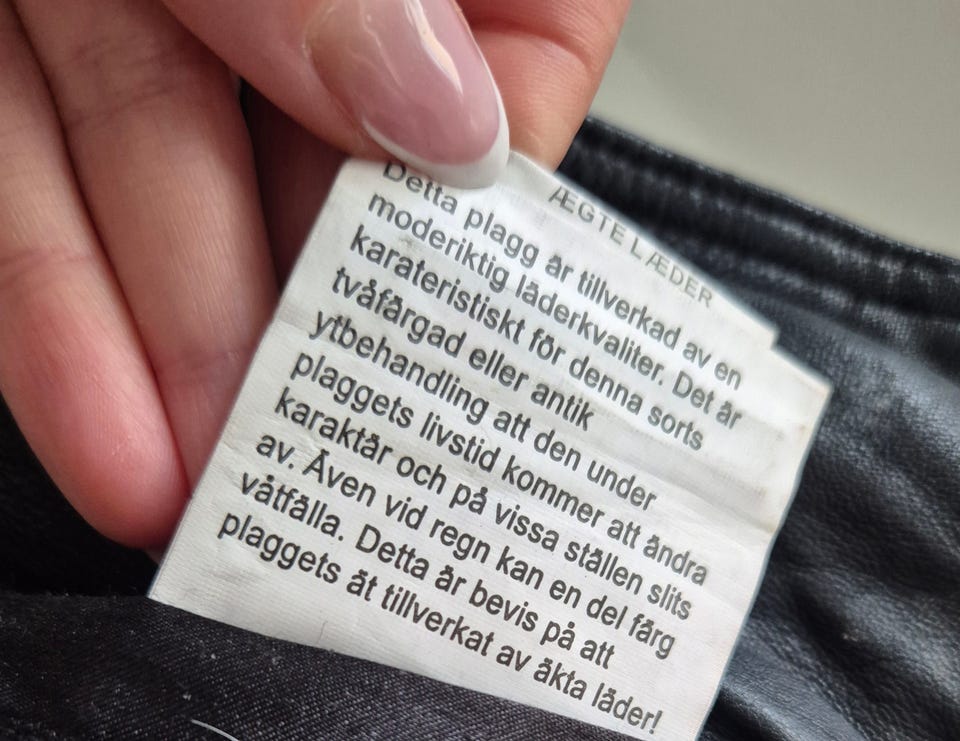 ÆGTE LÆDER
Detta plagg är tillverkad av en
moderiktig läderkvaliter. Det är
karateristiskt för denna sorts
tvåfärgad eller antik
ytbehandling att den under
plaggets livstid kommer att ändra
karaktär och på vissa ställen slits
av. Även vid regn kan en del färg
våtfälla. Detta är bevis på att
plaggets ät tillverkat av äkta läder!